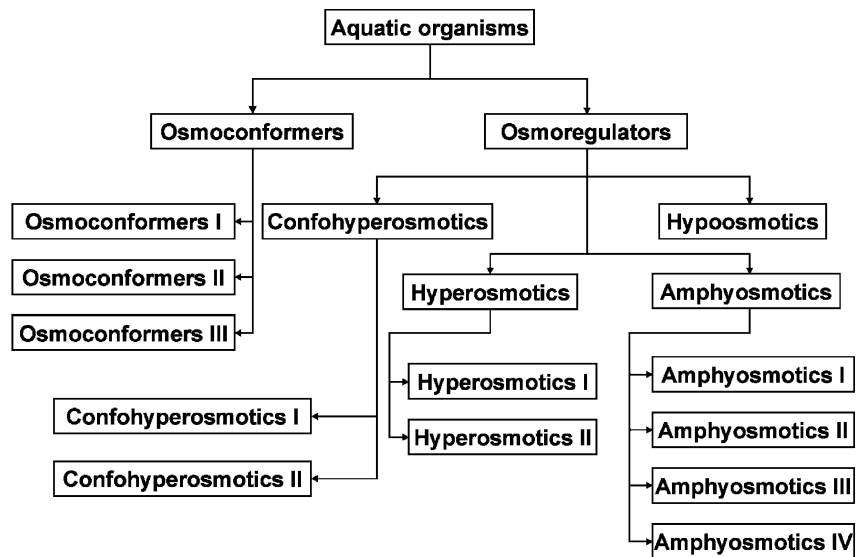 Aquatic organisms
Osmoconformers
Osmoregulators
Osmoconformers I
Confohyperosmotics
Hypoosmotics
Osmoconformers II
Hyperosmotics
Amphyosmotics
Osmoconformers III
Hyperosmotics I
Amphyosmotics I
Confohyperosmotics I
Hyperosmotics II
Amphyosmotics II
Confohyperosmotics II
Amphyosmotics III
Amphyosmotics IV